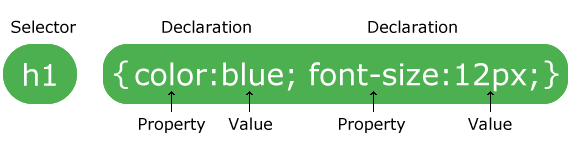 Selector Declaration Declaration
h1 {color:blue; font-size:12px;}
Property Value Property Value